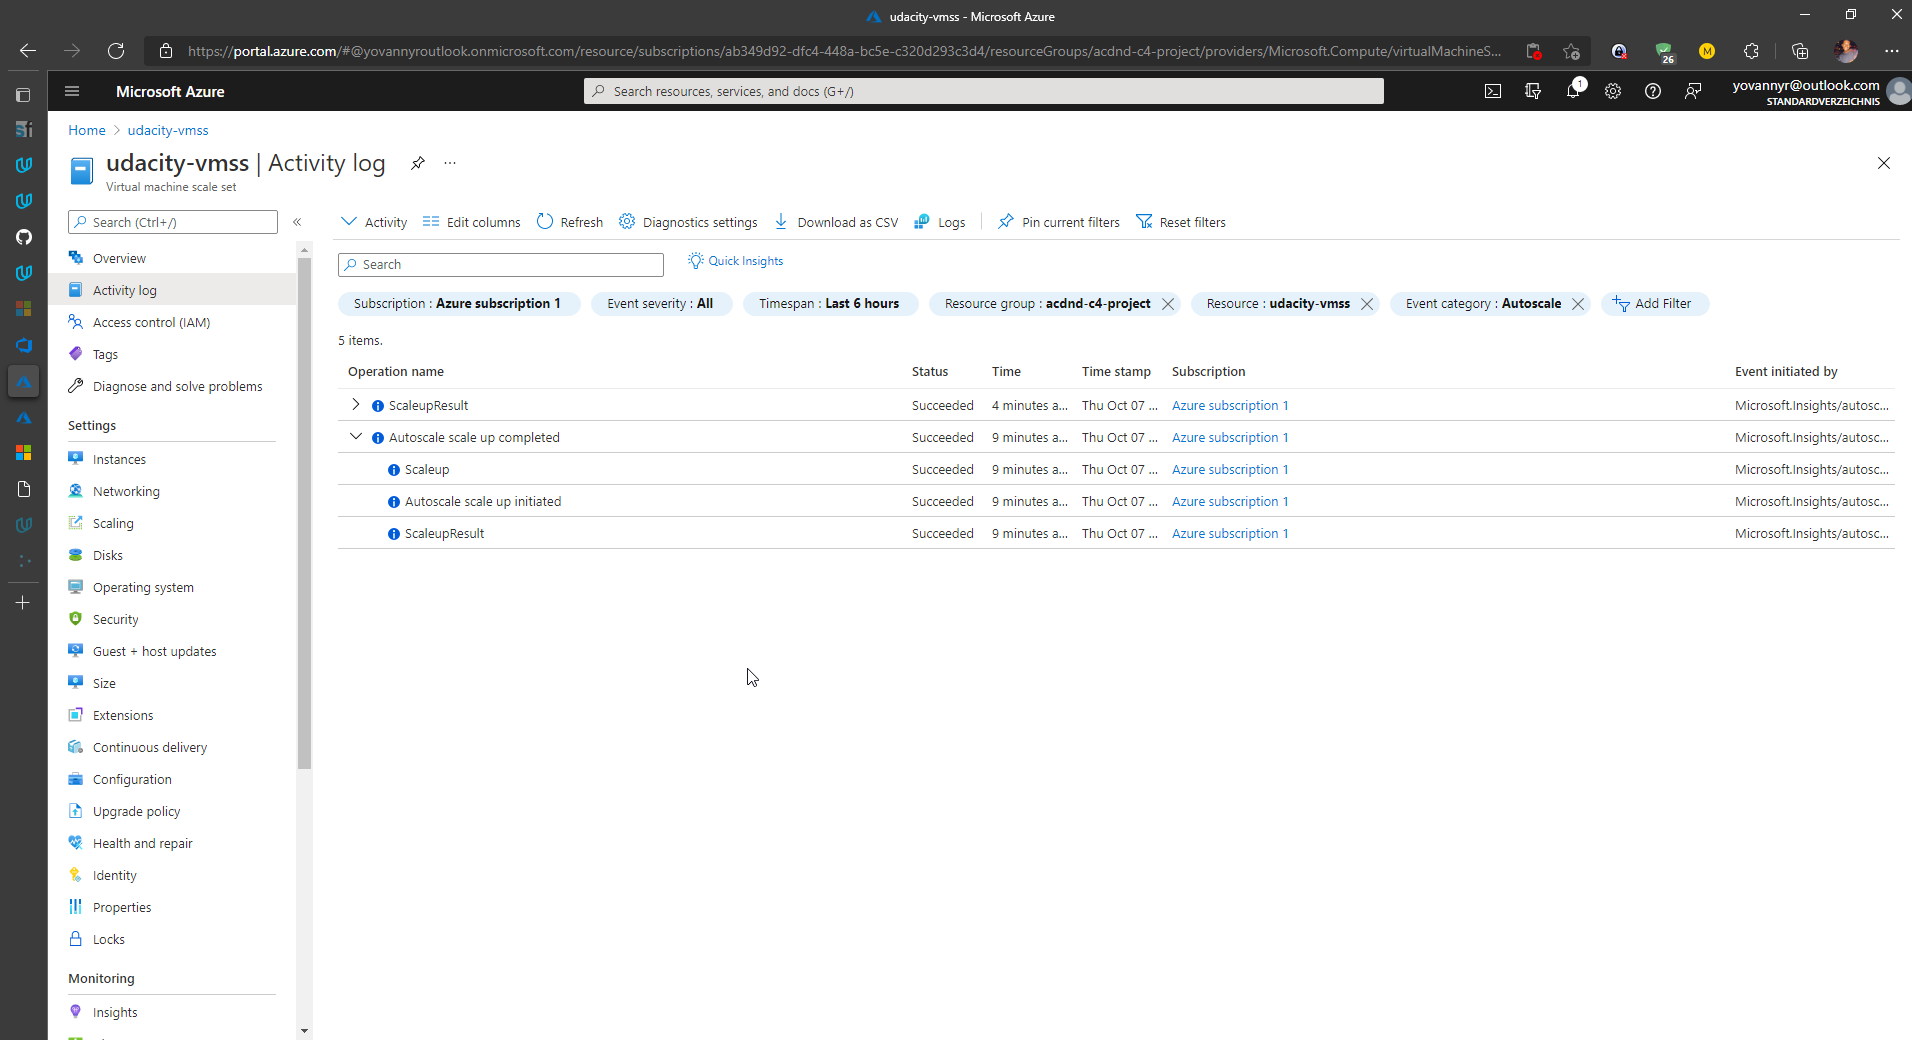 udacity-vmss - Microsoft Azure
https://portal.azure.com/#@yovannyroutlook.onmicrosoft.com/resource/subscriptions/ab349d92-dfc4-448a-bc5e-c320d293c3d4/resourceGroups/acdnd-c4-project/providers/Microsoft.Compute/virtualMachineS...
26
M
Microsoft Azure
Search resources, services, and docs (G+/)
1
yovannyr@outlook.com
STANDARDVERZEICHNIS
Home > udacity-vmss
udacity-vmss | Activity log
...
Virtual machine scale set
Search (Ctrl+/)
«
Activity
Edit columns
Refresh
Diagnostics settings
Download as CSV
Logs
Pin current filters
Reset filters
Overview
Activity log
Access control (IAM)
Tags
Diagnose and solve problems
Settings
Instances
Networking
Scaling
Disks
Operating system
Security
Guest + host updates
Size
Extensions
Continuous delivery
Configuration
Upgrade policy
Health and repair
Identity
Properties
Locks
Monitoring
Insights
Search
Quick Insights
Subscription : Azure subscription 1
Event severity : All
Timespan : Last 6 hours
Resource group : acdnd-c4-project
Resource : udacity-vmss
Event category : Autoscale
Add Filter
5 items.
Operation name Status Time Time stamp Subscription Event initiated by
ScaleupResult Succeeded 4 minutes a... Thu Oct 07 ... Azure subscription 1 Microsoft.Insights/autosc...
Autoscale scale up completed Succeeded 9 minutes a... Thu Oct 07 ... Azure subscription 1 Microsoft.Insights/autosc...
Scaleup Succeeded 9 minutes a... Thu Oct 07 ... Azure subscription 1 Microsoft.Insights/autosc...
Autoscale scale up initiated Succeeded 9 minutes a... Thu Oct 07 ... Azure subscription 1 Microsoft.Insights/autosc...
ScaleupResult Succeeded 9 minutes a... Thu Oct 07 ... Azure subscription 1 Microsoft.Insights/autosc...